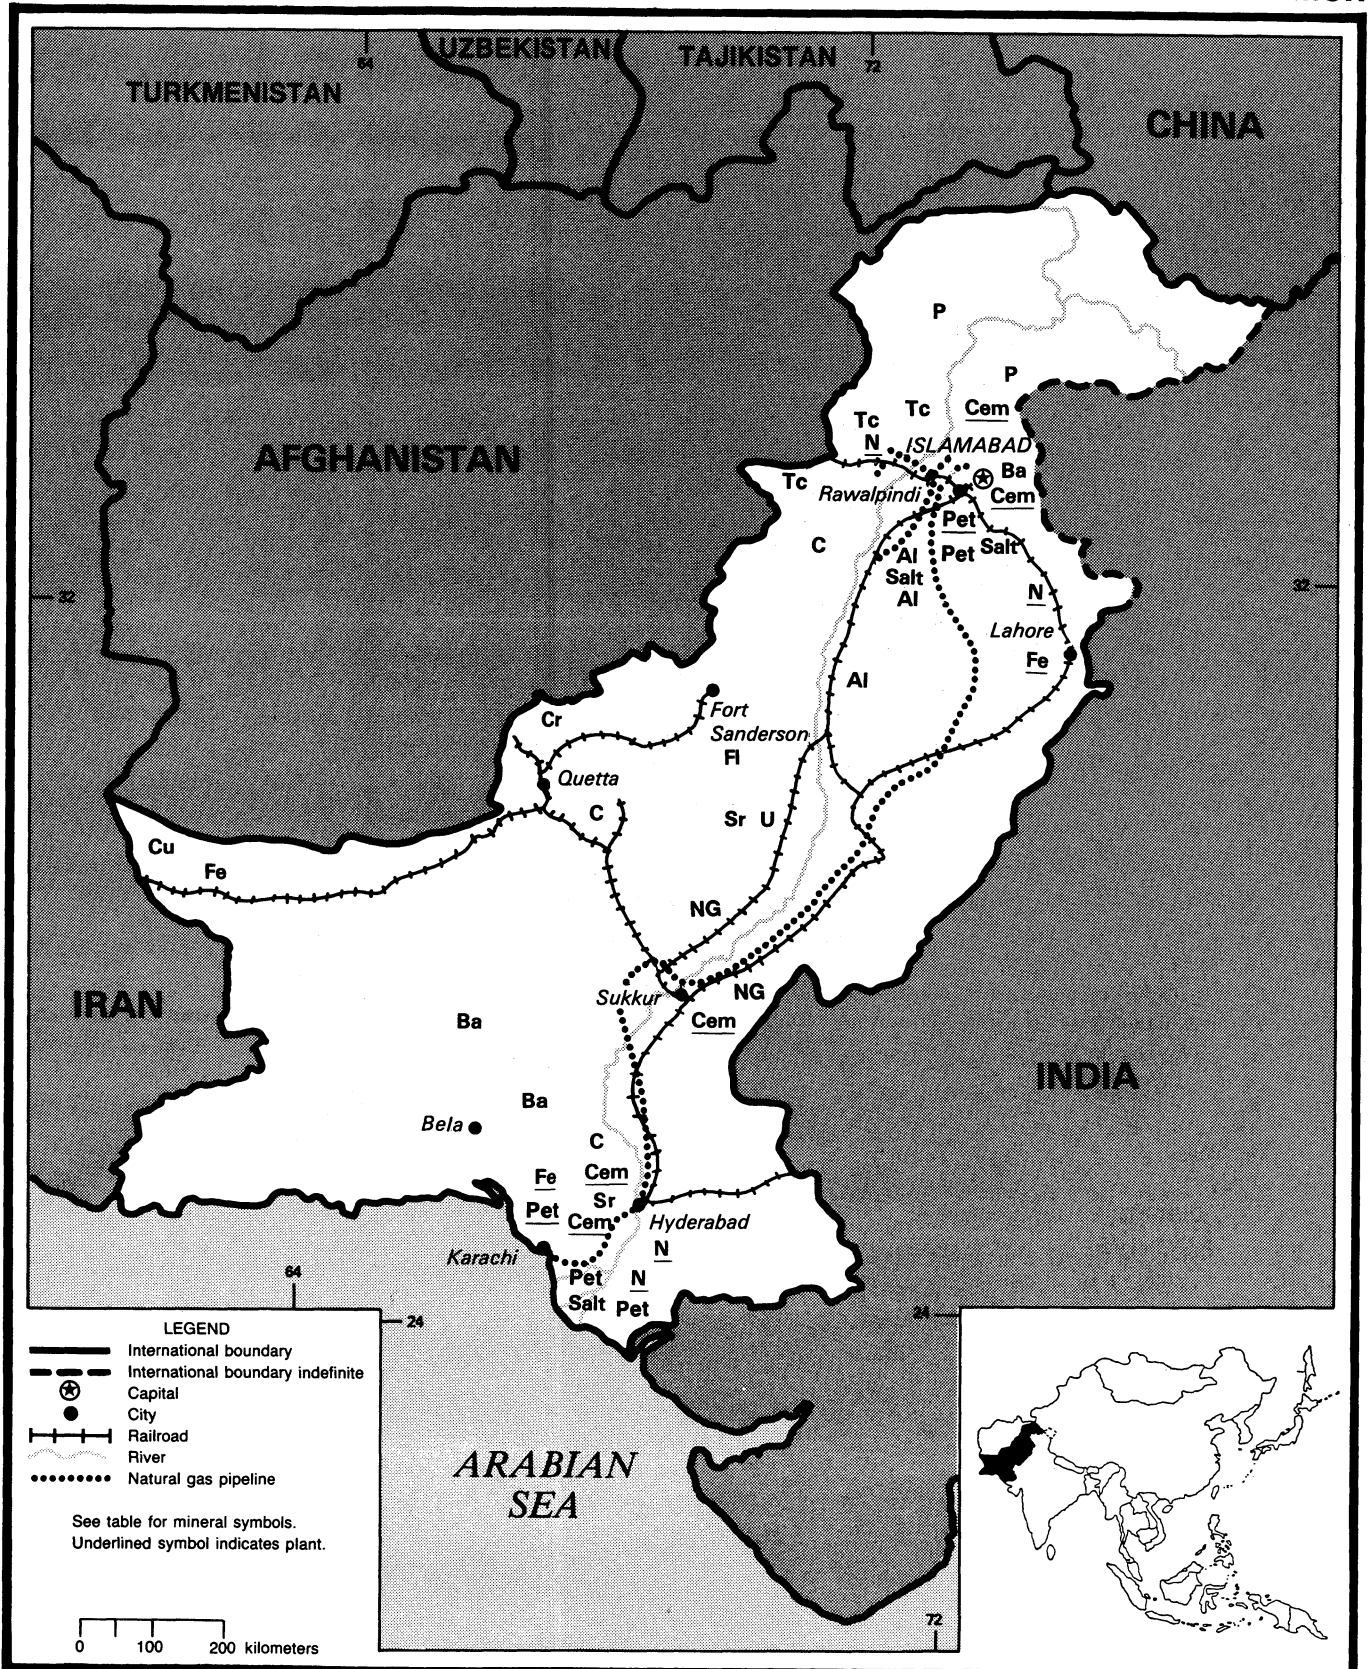 UZBEKISTAN
TAJIKISTAN
64
72
TURKMENISTAN
CHINA
P
P
Tc
Tc
Cem
N
ISLAMABAD
AFGHANISTAN
Ba
Tc
Rawalpindi
Cem
Pet
C
Al
Pet
Salt
Salt
32
32
Al
N
Lahore
Fe
Al
Cr
Fort
Sanderson
Fl
Quetta
C
Sr
U
Cu
Fe
NG
IRAN
Sukkur
NG
Ba
Cem
INDIA
Ba
Bela
C
Fe
Cem
Pet
Sr
Cem
Hyderabad
Karachi
N
Pet
N
Salt
Pet
64
24
24
LEGEND
International boundary
International boundary indefinite
Capital
City
Railroad
River
Natural gas pipeline
See table for mineral symbols.
Underlined symbol indicates plant.
ARABIAN
SEA
72
0 100 200 kilometers